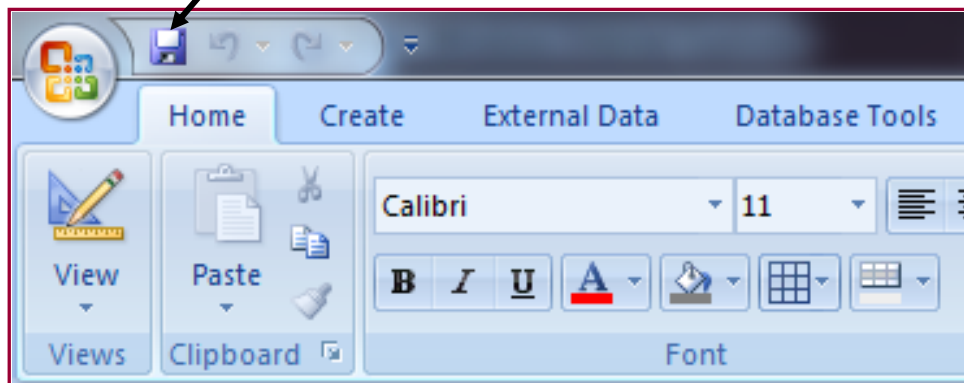 Home Create External Data Database Tools
Calibri 11
View Paste B I U A
Views Clipboard Font